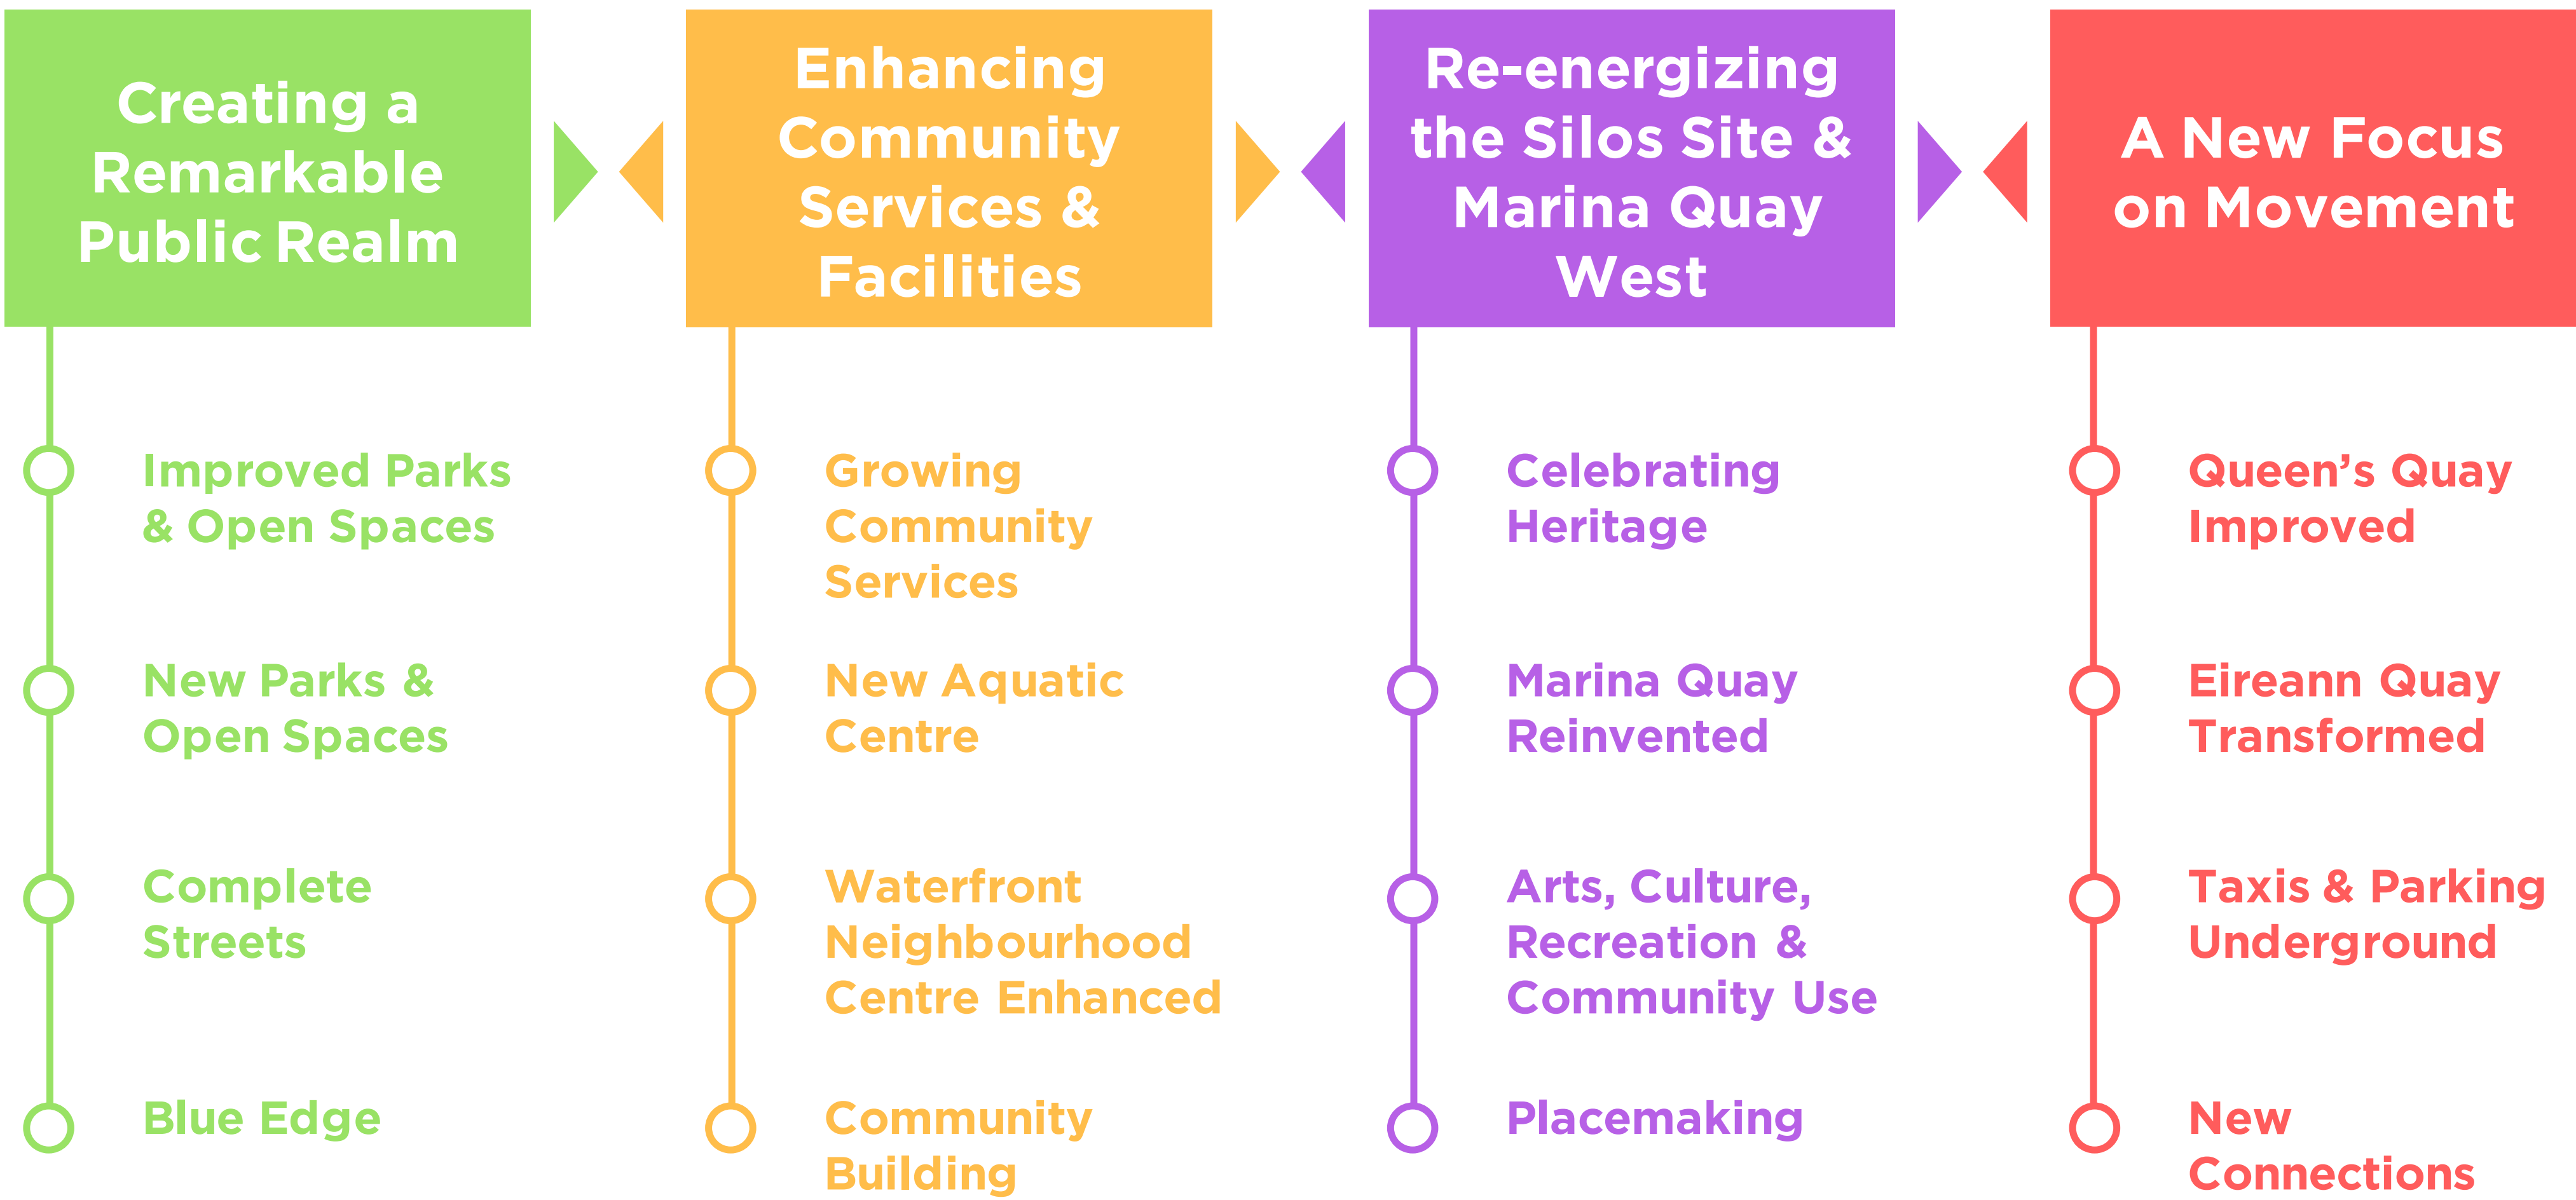 Creating a
Remarkable
Public Realm
Improved Parks
& Open Spaces
New Parks &
Open Spaces
Complete
Streets
Blue Edge
Enhancing
Community
Services &
Facilities
Growing
Community
Services
New Aquatic
Centre
Waterfront
Neighbourhood
Centre Enhanced
Community
Building
Re-energizing
the Silos Site &
Marina Quay
West
Celebrating
Heritage
Marina Quay
Reinvented
Arts, Culture,
Recreation &
Community Use
Placemaking
A New Focus
on Movement
Queen’s Quay
Improved
Eireann Quay
Transformed
Taxis & Parking
Underground
New
Connections